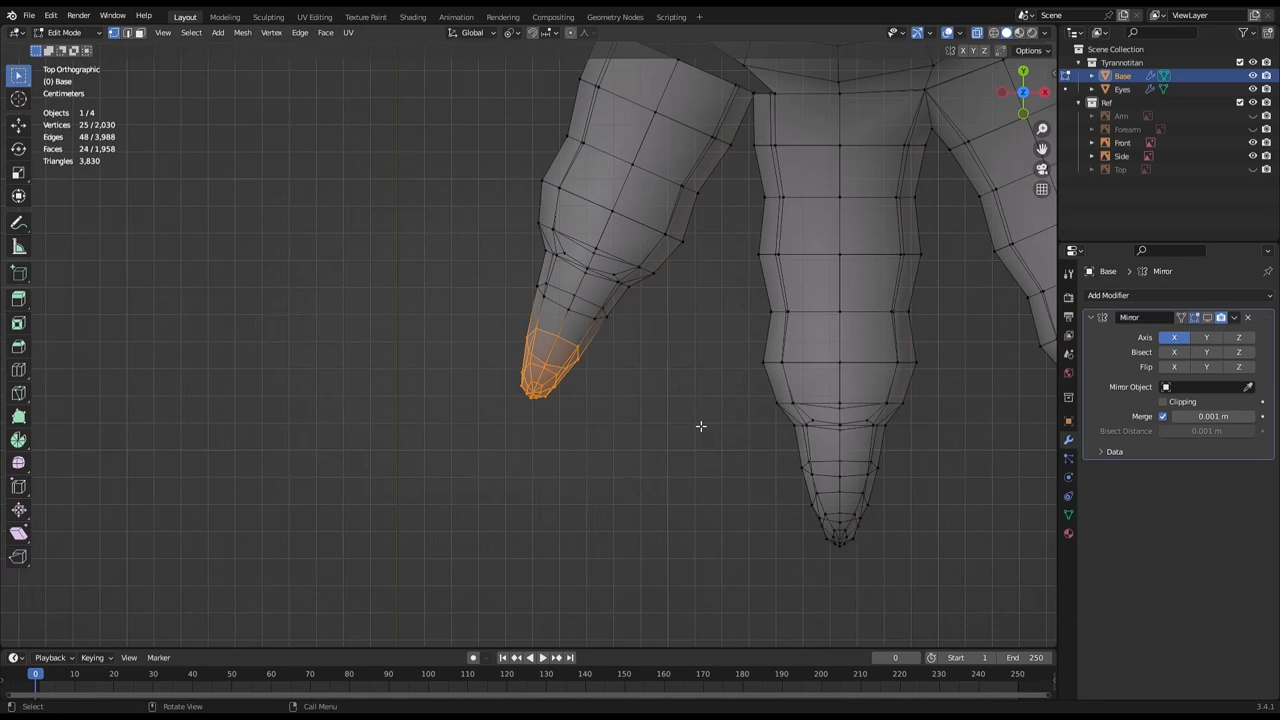 File Edit Render Window Help Layout Modeling Sculpting UV Editing Texture Paint Shading Animation Rendering Compositing Geometry Nodes Scripting + Scene ViewLayer
Edit Mode View Select Add Mesh Vertex Edge Face UV Global
X Y Z Options
Top Orthographic
(0) Base
Centimeters
Objects 1 / 4
Vertices 25 / 2,030
Edges 48 / 3,988
Faces 24 / 1,958
Triangles 3,830
Y
Z X
Scene Collection
Tyrannotitan
Base
Eyes
Ref
Arm
Forearm
Front
Side
Top
Base > Mirror
Add Modifier
Mirror
Axis X Y Z
Bisect X Y Z
Flip X Y Z
Mirror Object
Clipping
Merge 0.001 m
Bisect Distance 0.001 m
Data
Playback Keying View Marker 0 Start 1 End 250
0 10 20 30 40 50 60 70 80 90 100 110 120 130 140 150 160 170 180 190 200 210 220 230 240 250
Select Rotate View Call Menu 3.4.1